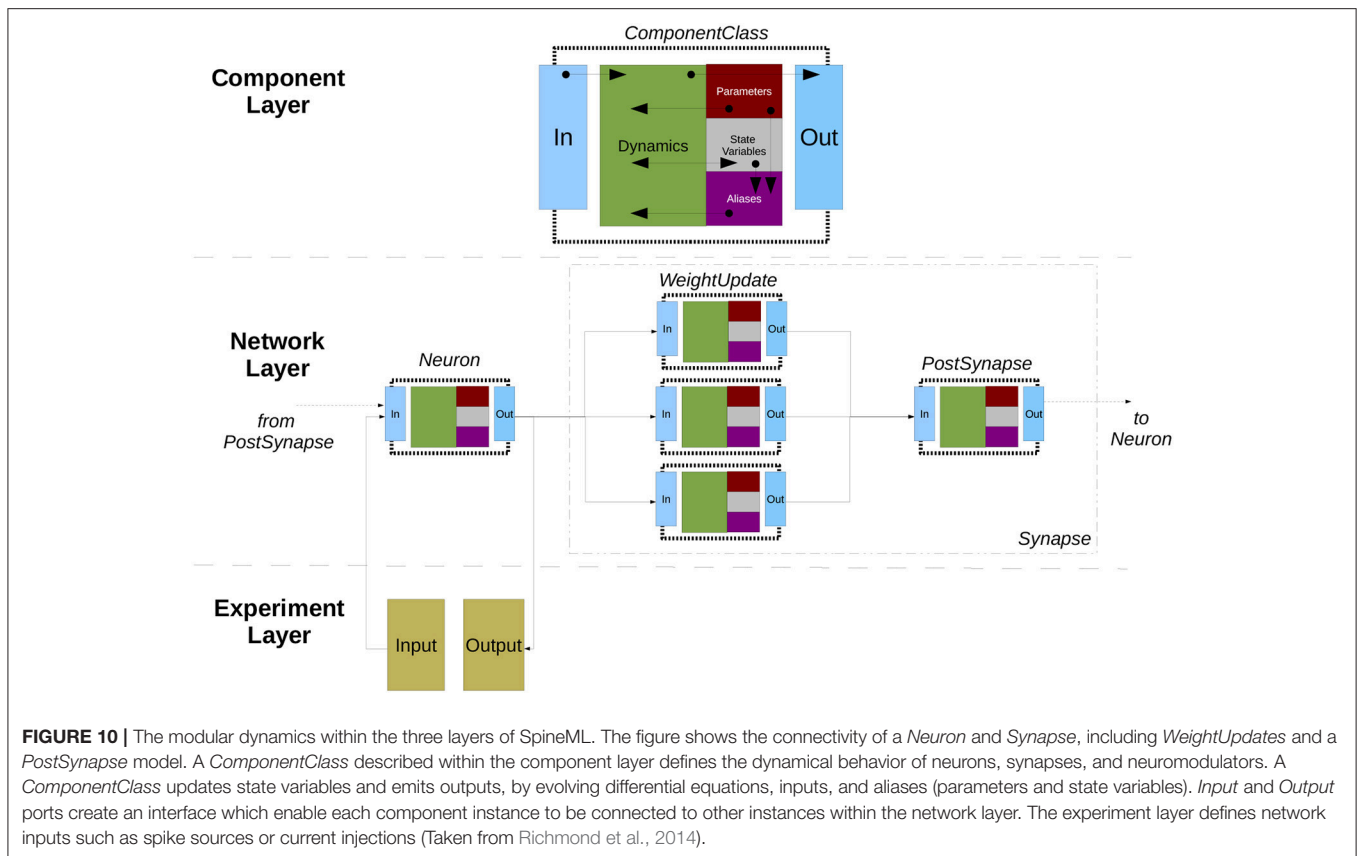 ComponentClass
Component
Layer
In
Dynamics
Parameters
State
Variables
Aliases
Out
Network
Layer
from
PostSynapse
Neuron
In
Out
WeightUpdate
In
Out
In
Out
In
Out
PostSynapse
In
Out
to
Neuron
Synapse
Experiment
Layer
Input
Output
FIGURE 10 | The modular dynamics within the three layers of SpineML. The figure shows the connectivity of a Neuron and Synapse, including WeightUpdates and a
PostSynapse model. A ComponentClass described within the component layer defines the dynamical behavior of neurons, synapses, and neuromodulators. A
ComponentClass updates state variables and emits outputs, by evolving differential equations, inputs, and aliases (parameters and state variables). Input and Output
ports create an interface which enable each component instance to be connected to other instances within the network layer. The experiment layer defines network
inputs such as spike sources or current injections (Taken from Richmond et al., 2014).